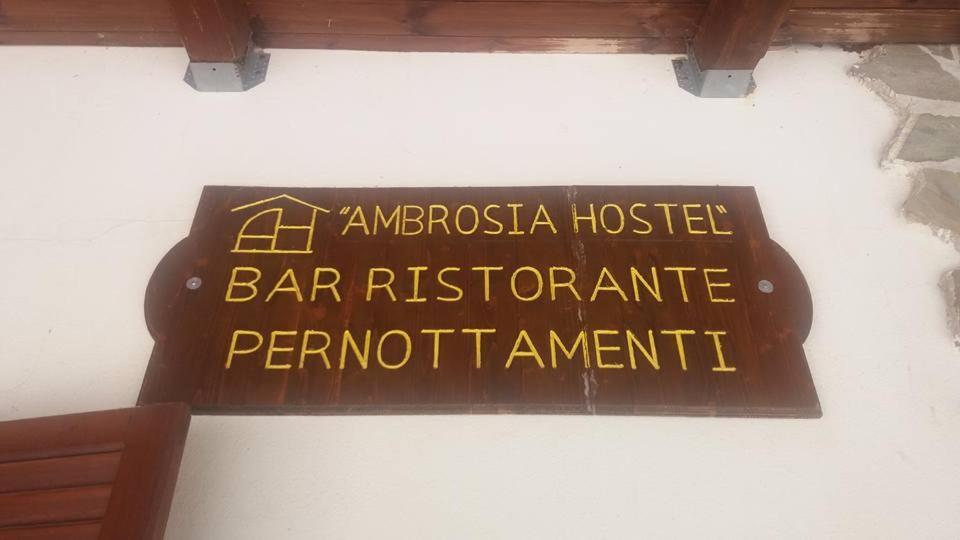 "AMBROSIA HOSTEL"
BAR RISTORANTE
PERNOTTAMENTI